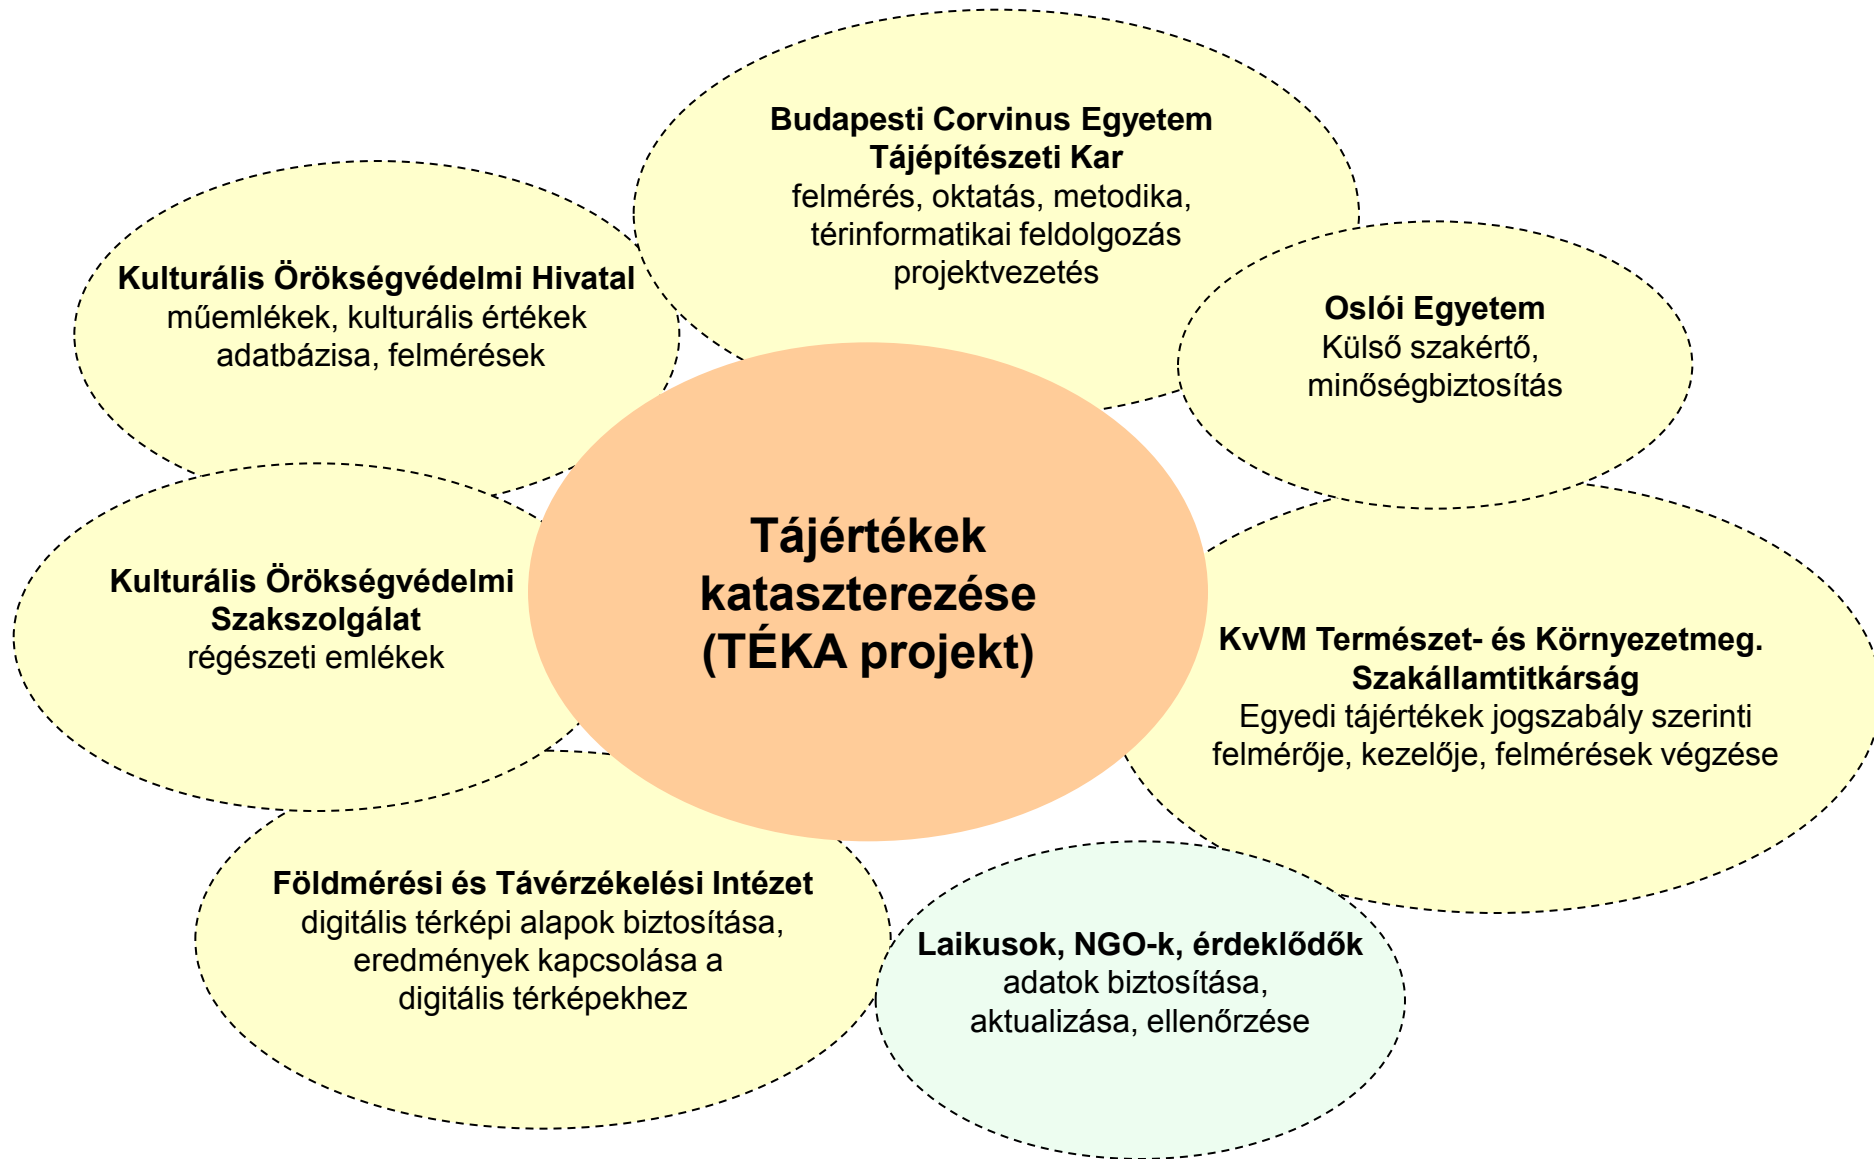 Budapesti Corvinus Egyetem
Tájépítészeti Kar
felmérés, oktatás, metodika,
térinformatikai feldolgozás
projektvezetés
Kulturális Örökségvédelmi Hivatal
műemlékek, kulturális értékek
adatbázisa, felmérések
Oslói Egyetem
Külső szakértő,
minőségbiztosítás
Tájértékek
kataszterezése
(TÉKA projekt)
Kulturális Örökségvédelmi
Szakszolgálat
régészeti emlékek
KvVM Természet- és Környezetmeg.
Szakállamtitkárság
Egyedi tájértékek jogszabály szerinti
felmérője, kezelője, felmérések végzése
Földmérési és Távérzékelési Intézet
digitális térképi alapok biztosítása,
eredmények kapcsolása a
digitális térképekhez
Laikusok, NGO-k, érdeklődők
adatok biztosítása,
aktualizása, ellenőrzése